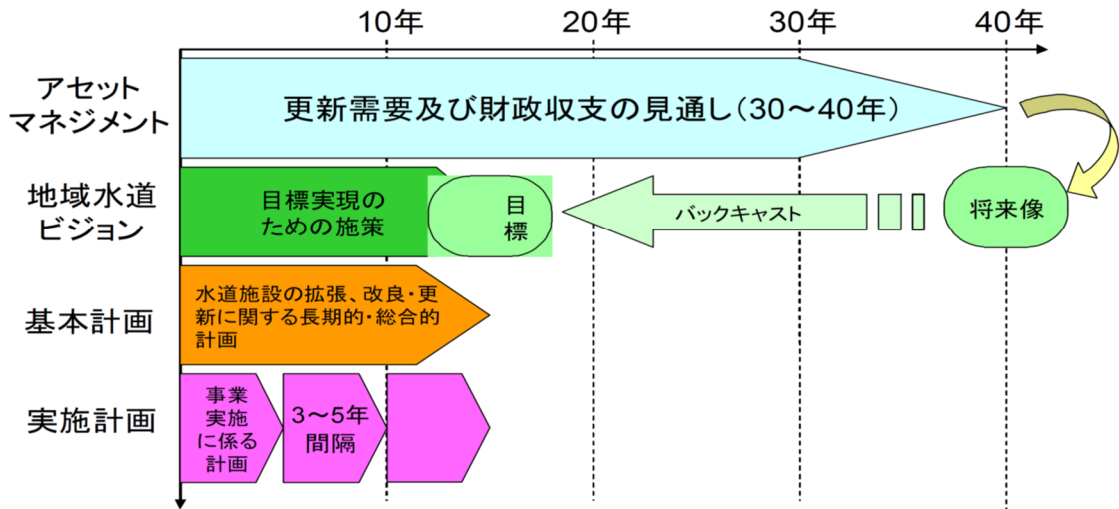 10年
20年
30年
40年
アセット
マネジメント
更新需要及び財政収支の見通し(30～40年)
地域水道
ビジョン
目標実現の
ための施策
目
標
バックキャスト
将来像
基本計画
水道施設の拡張、改良・更
新に関する長期的・総合的
計画
実施計画
事業
実施
に係る
計画
3～5年
間隔